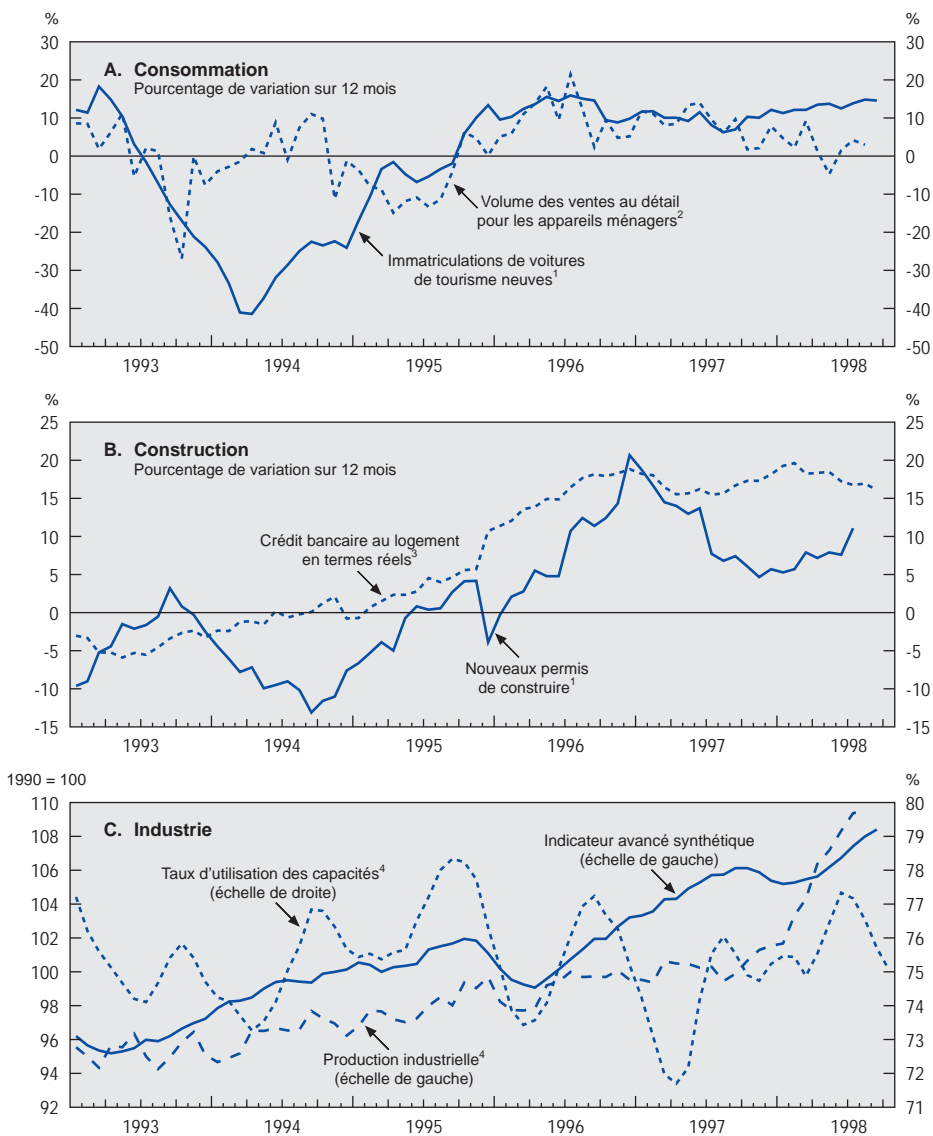 % %
30 30
A. Consommation
Pourcentage de variation sur 12 mois
20 20
10 10
0 0
-10 -10
Volume des ventes au détail
pour les appareils ménagers²
-20 -20
Immatriculations de voitures
de tourisme neuves¹
-30 -30
-40 -40
-50 -50
1993 1994 1995 1996 1997 1998
% %
25 25
B. Construction
Pourcentage de variation sur 12 mois
20 20
15 15
10 10
Crédit bancaire au logement
en termes réels³
5 5
0 0
-5 -5
Nouveaux permis
de construire¹
-10 -10
-15 -15
1993 1994 1995 1996 1997 1998
1990 = 100 %
110 80
C. Industrie
108 79
Indicateur avancé synthétique
(échelle de gauche)
106 78
Taux d'utilisation des capacités⁴
(échelle de droite)
104 77
102 76
100 75
98 74
96 73
Production industrielle⁴
(échelle de gauche)
94 72
92 71
1993 1994 1995 1996 1997 1998